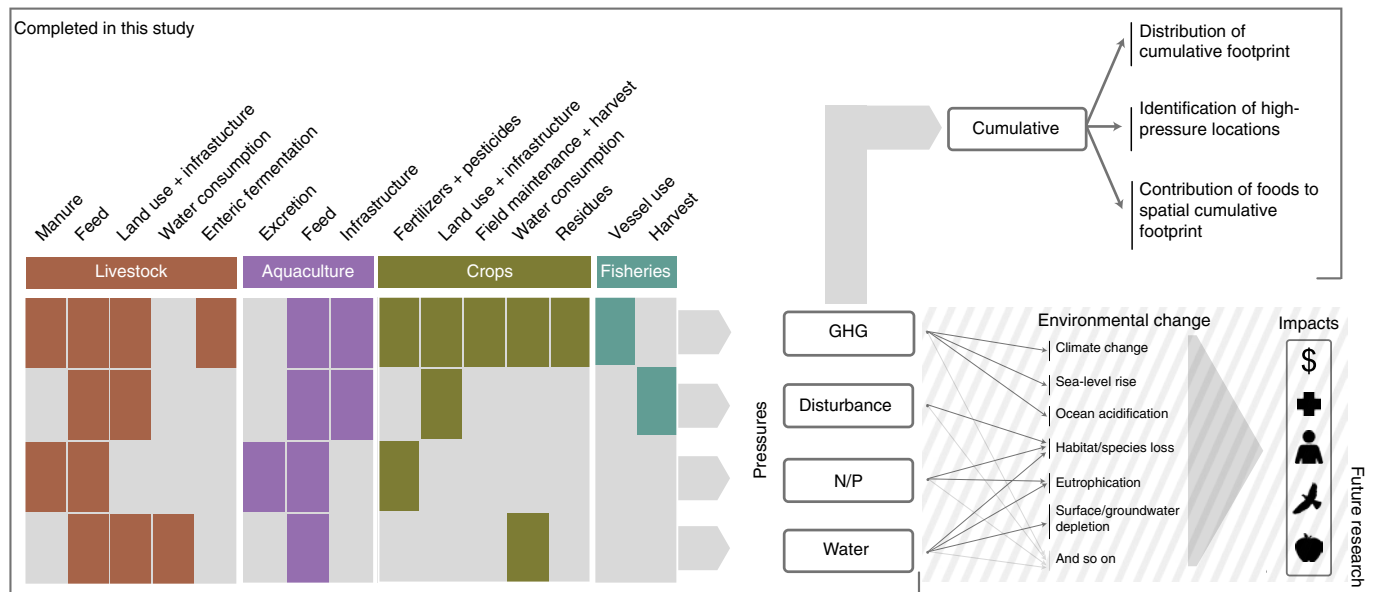 Completed in this study
Manure
Feed
Land use + infrastucture
Water consumption
Enteric fermentation
Excretion
Feed
Infrastructure
Fertilizers + pesticides
Land use + infrastructure
Field maintenance + harvest
Water consumption
Residues
Vessel use
Harvest
Livestock
Aquaculture
Crops
Fisheries
Cumulative
Distribution of
cumulative footprint
Identification of high-
pressure locations
Contribution of foods to
spatial cumulative
footprint
Pressures
GHG
Disturbance
N/P
Water
Environmental change
Climate change
Sea-level rise
Ocean acidification
Habitat/species loss
Eutrophication
Surface/groundwater
depletion
And so on
Impacts
$
Future research